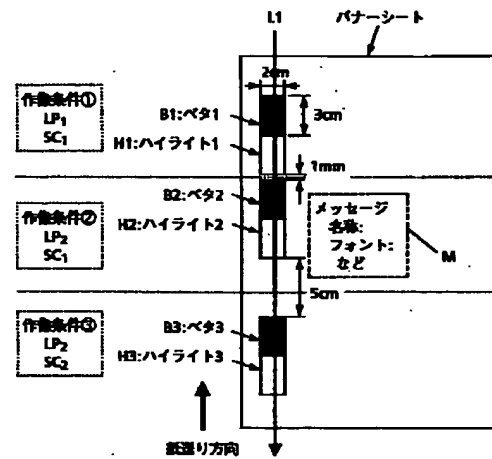 L1
バナーシート
2cm
作像条件①
LP1
SC1
B1:ベタ1
3cm
H1:ハイライト1
1mm
作像条件②
LP2
SC1
B2:ベタ2
H2:ハイライト2
メッセージ
名称:
フォント:
など
M
5cm
作像条件③
LP2
SC2
B3:ベタ3
H3:ハイライト3
紙送り方向